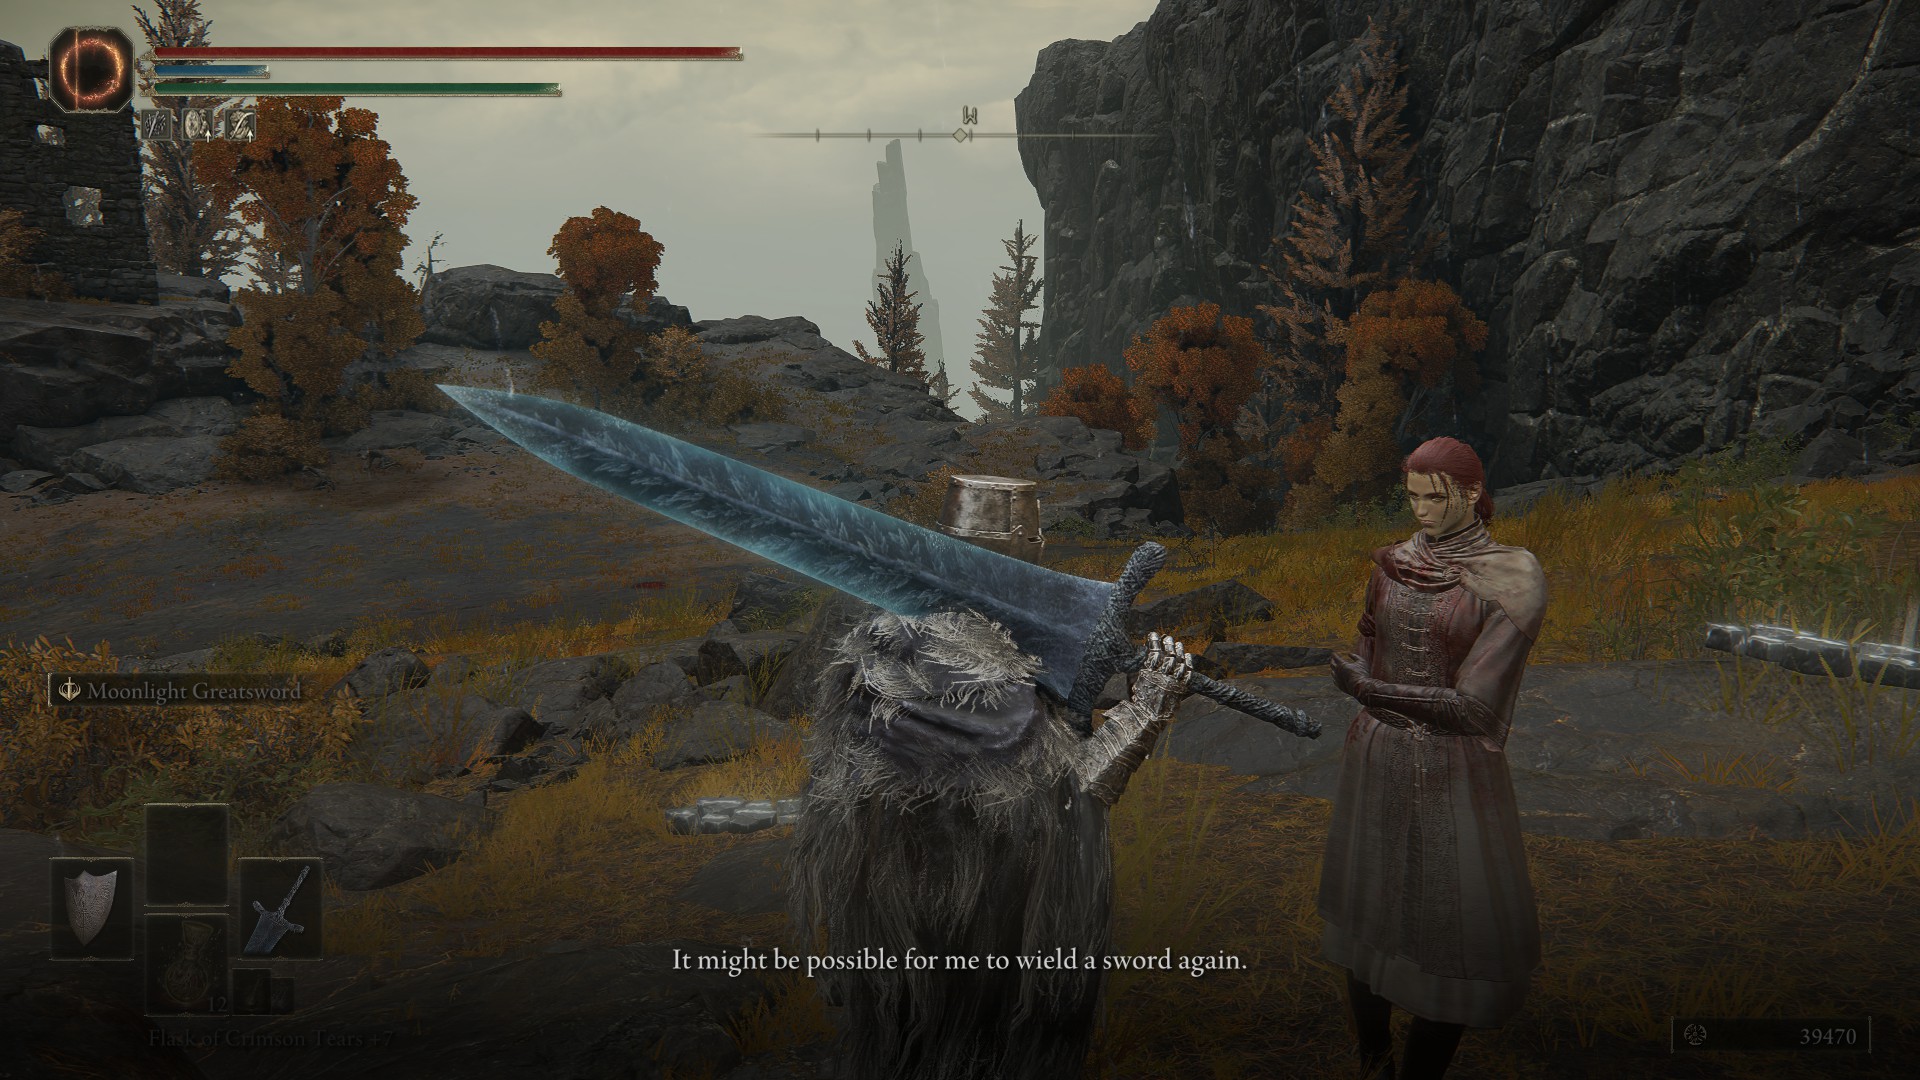 W
Moonlight Greatsword
It might be possible for me to wield a sword again.
12
Flask of Crimson Tears +7
39470